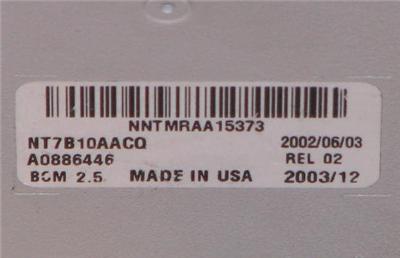 NNTMRAA15373
NT7B10AACQ 2002/06/03
A0886446 REL 02
BCM 2.5 MADE IN USA 2003/12